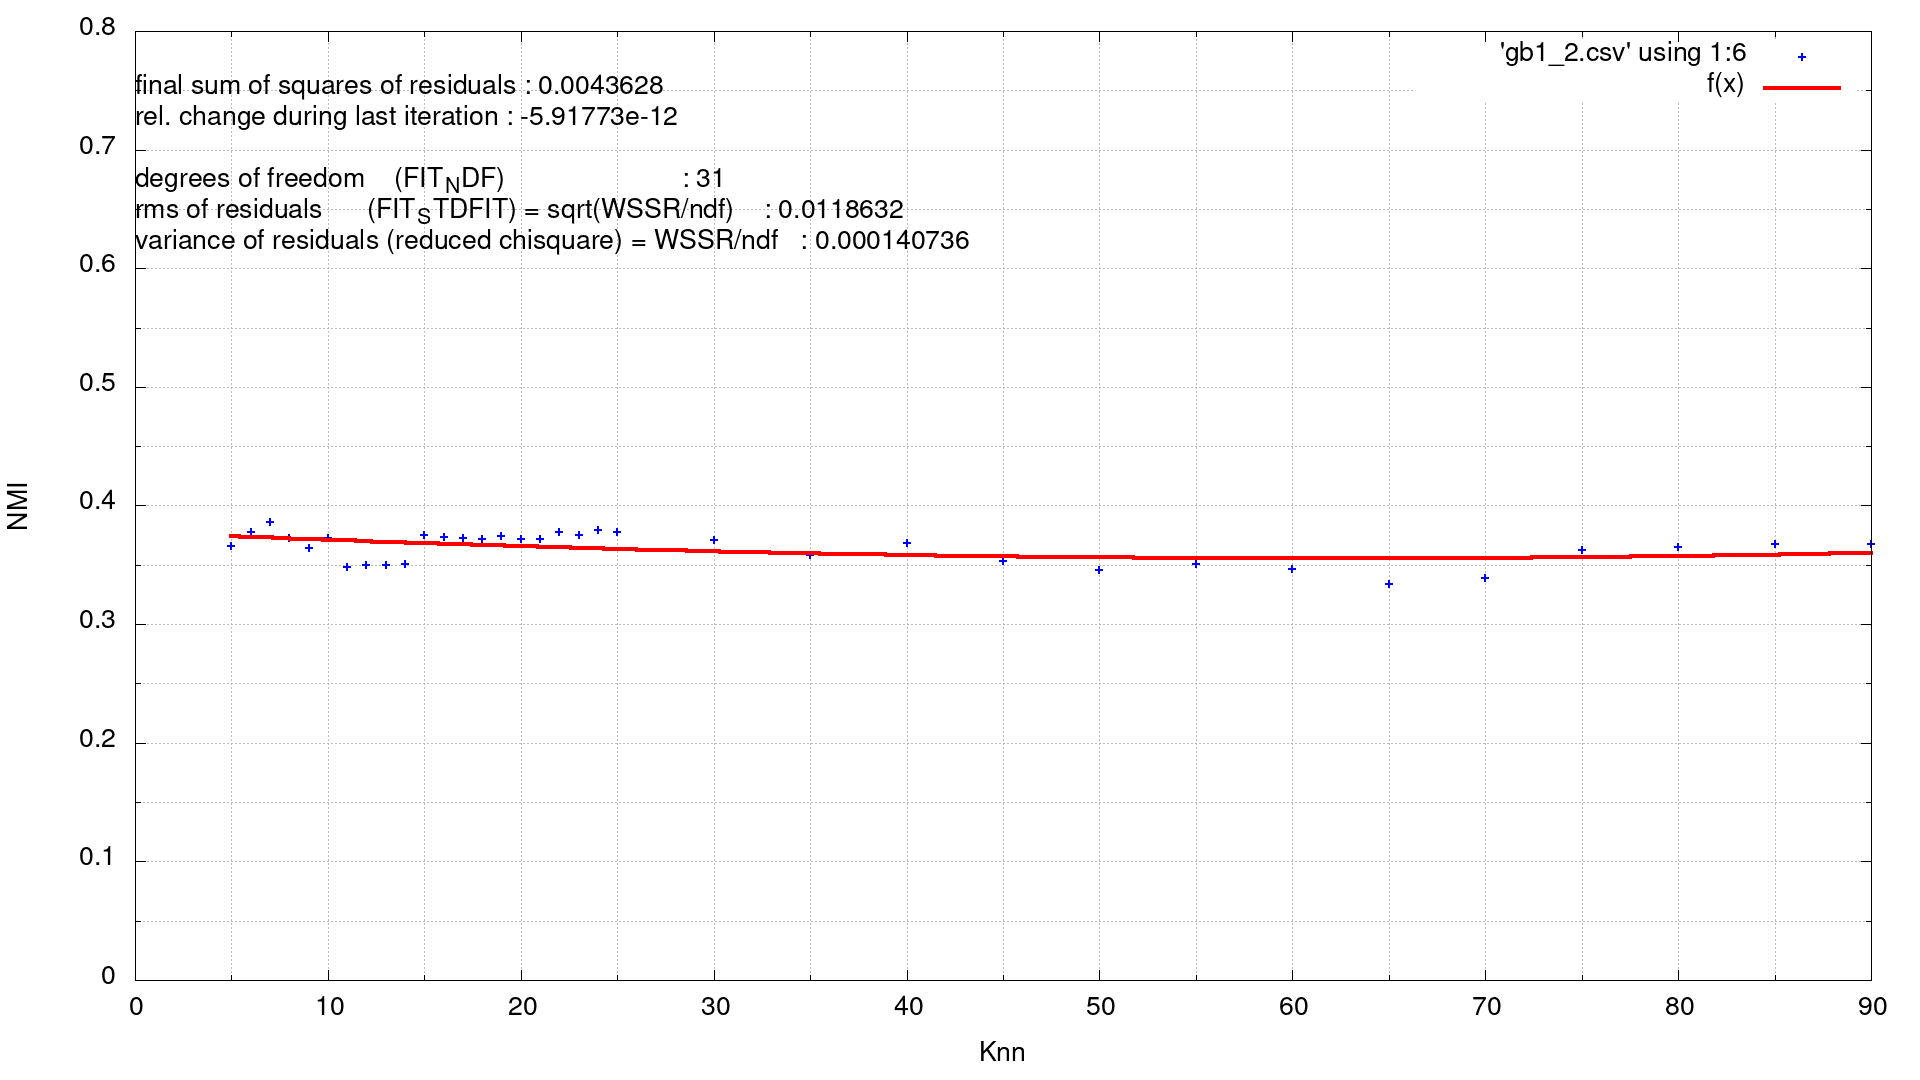 0.8
'gb1_2.csv' using 1:6
f(x)
final sum of squares of residuals : 0.0043628
rel. change during last iteration : -5.91773e-12
0.7
degrees of freedom (FIT_NDF) : 31
rms of residuals (FIT_STDFIT) = sqrt(WSSR/ndf) : 0.0118632
variance of residuals (reduced chisquare) = WSSR/ndf : 0.000140736
0.6
0.5
0.4
NMI
0.3
0.2
0.1
0
0 10 20 30 40 50 60 70 80 90
Knn